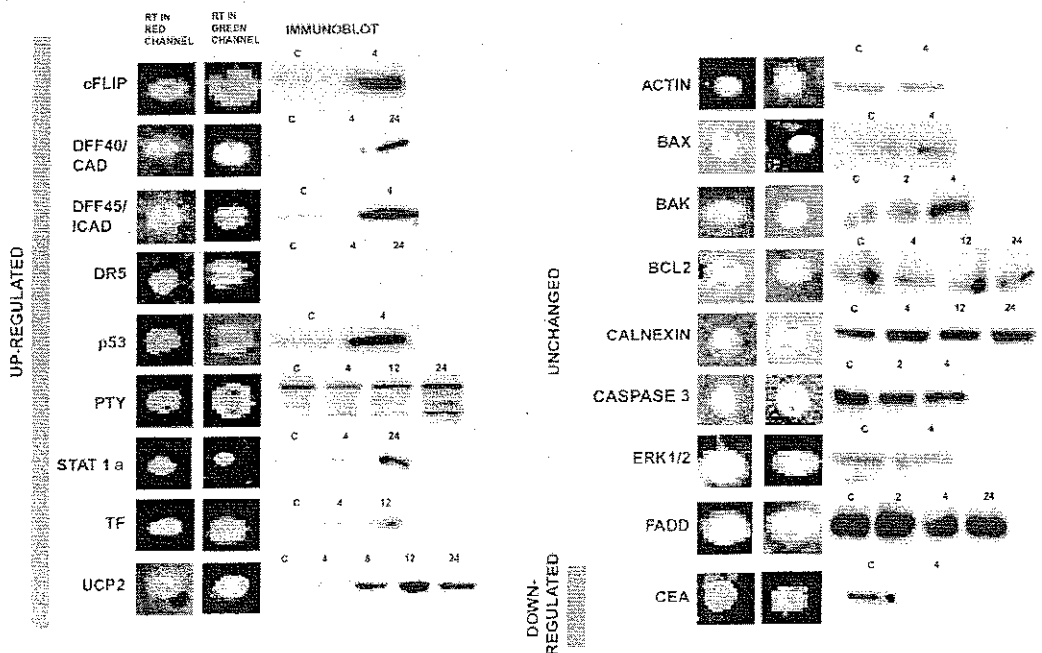 RT IN RED CHANNEL
RT IN GREEN CHANNEL
IMMUNOBLOT
UP-REGULATED
C 4
cFLIP
C 4 24
DFF40/
CAD
C 4
DFF45/
ICAD
C 4 24
DR5
C 4
p53
C 4 12 24
PTY
C 4 24
STAT 1 a
C 4 12
TF
C 4 8 12 24
UCP2
UNCHANGED
C 4
ACTIN
C 4
BAX
C 2 4
BAK
C 4 12 24
BCL2
C 4 12 24
CALNEXIN
C 2 4
CASPASE 3
C 4
ERK1/2
C 2 4 24
FADD
DOWN-
REGULATED
C 4
CEA